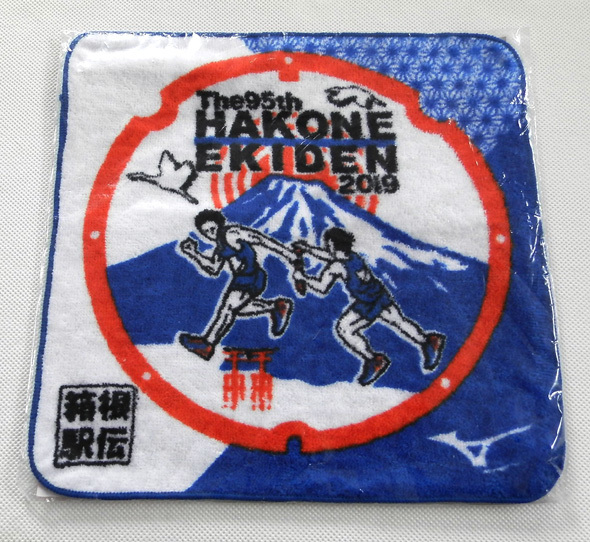 The95th
HAKONE
EKIDEN
2019
箱根
駅伝